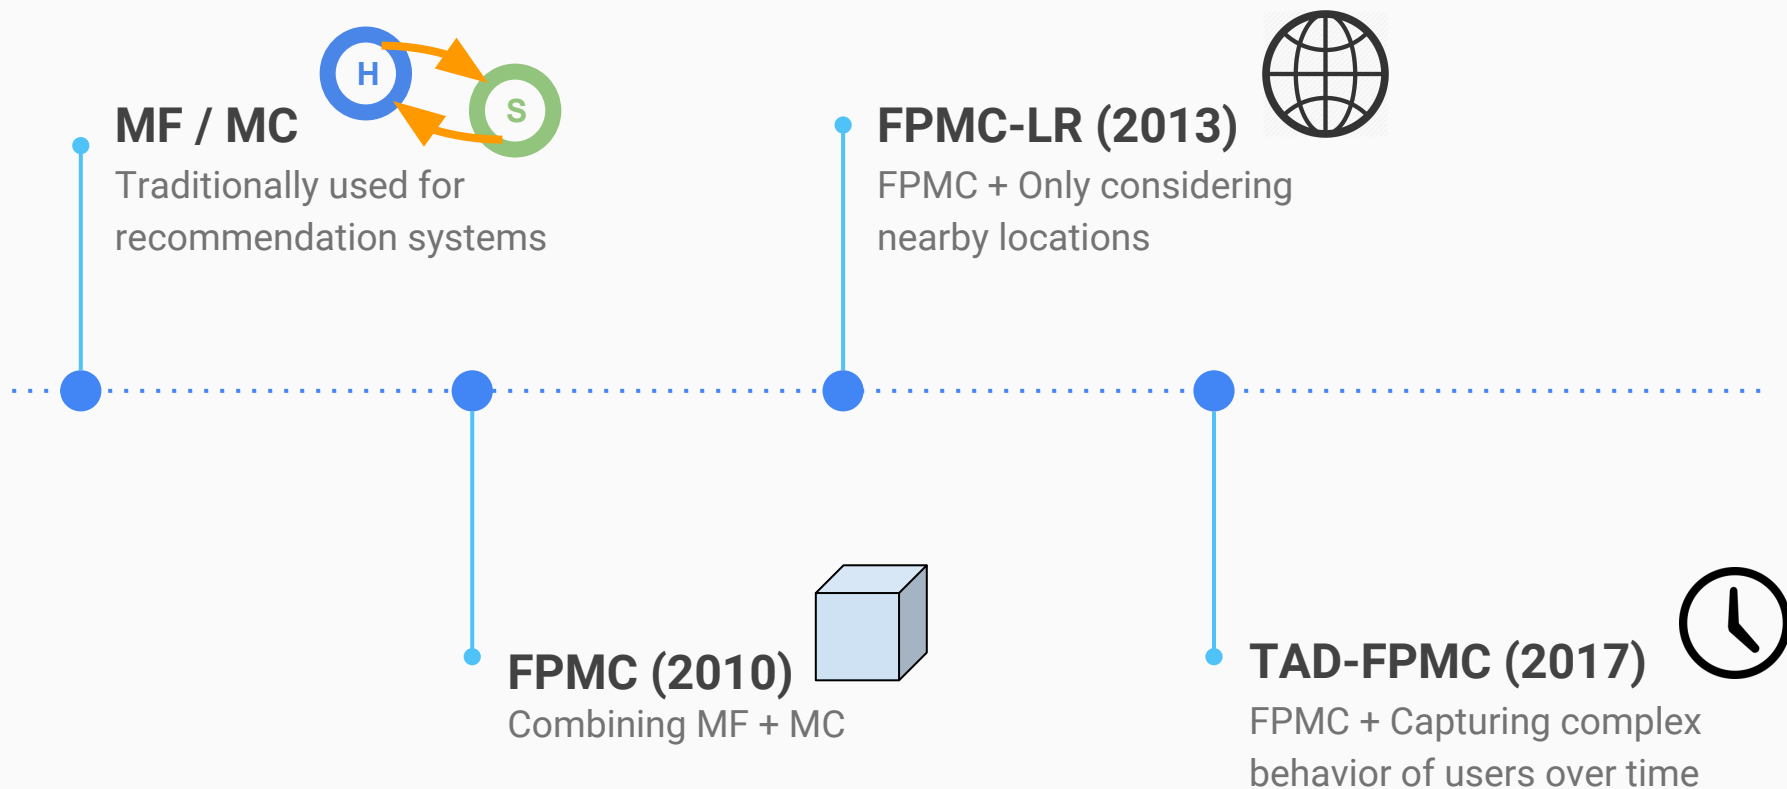 MF / MC
H
S
Traditionally used for
recommendation systems
FPMC (2010)
Combining MF + MC
FPMC-LR (2013)
FPMC + Only considering
nearby locations
TAD-FPMC (2017)
FPMC + Capturing complex
behavior of users over time